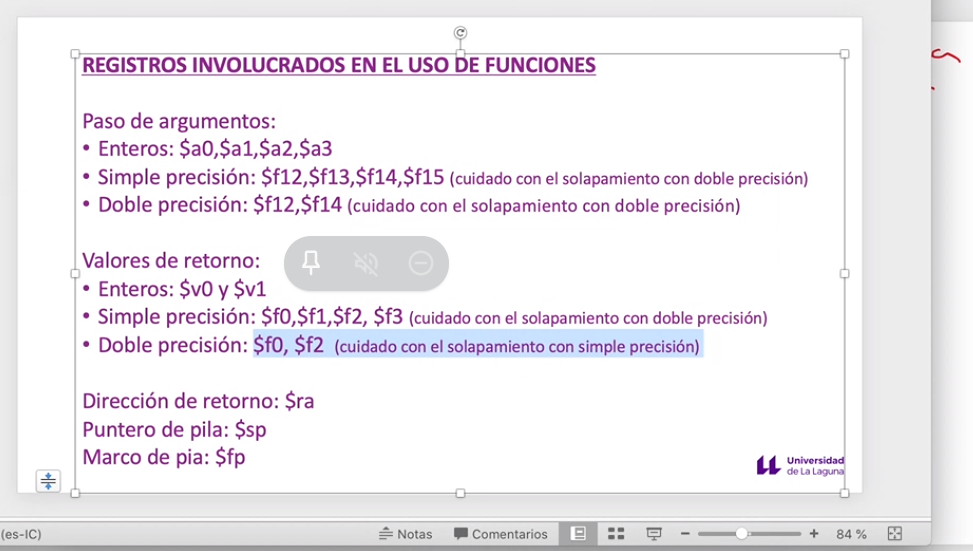 REGISTROS INVOLUCRADOS EN EL USO DE FUNCIONES
Paso de argumentos:
• Enteros: $a0,$a1,$a2,$a3
• Simple precisión: $f12,$f13,$f14,$f15 (cuidado con el solapamiento con doble precisión)
• Doble precisión: $f12,$f14 (cuidado con el solapamiento con doble precisión)
Valores de retorno:
• Enteros: $v0 y $v1
• Simple precisión: $f0,$f1,$f2, $f3 (cuidado con el solapamiento con doble precisión)
• Doble precisión: $f0, $f2 (cuidado con el solapamiento con simple precisión)
Dirección de retorno: $ra
Puntero de pila: $sp
Marco de pia: $fp
Universidad
de La Laguna
(es-IC) Notas Comentarios 84 %